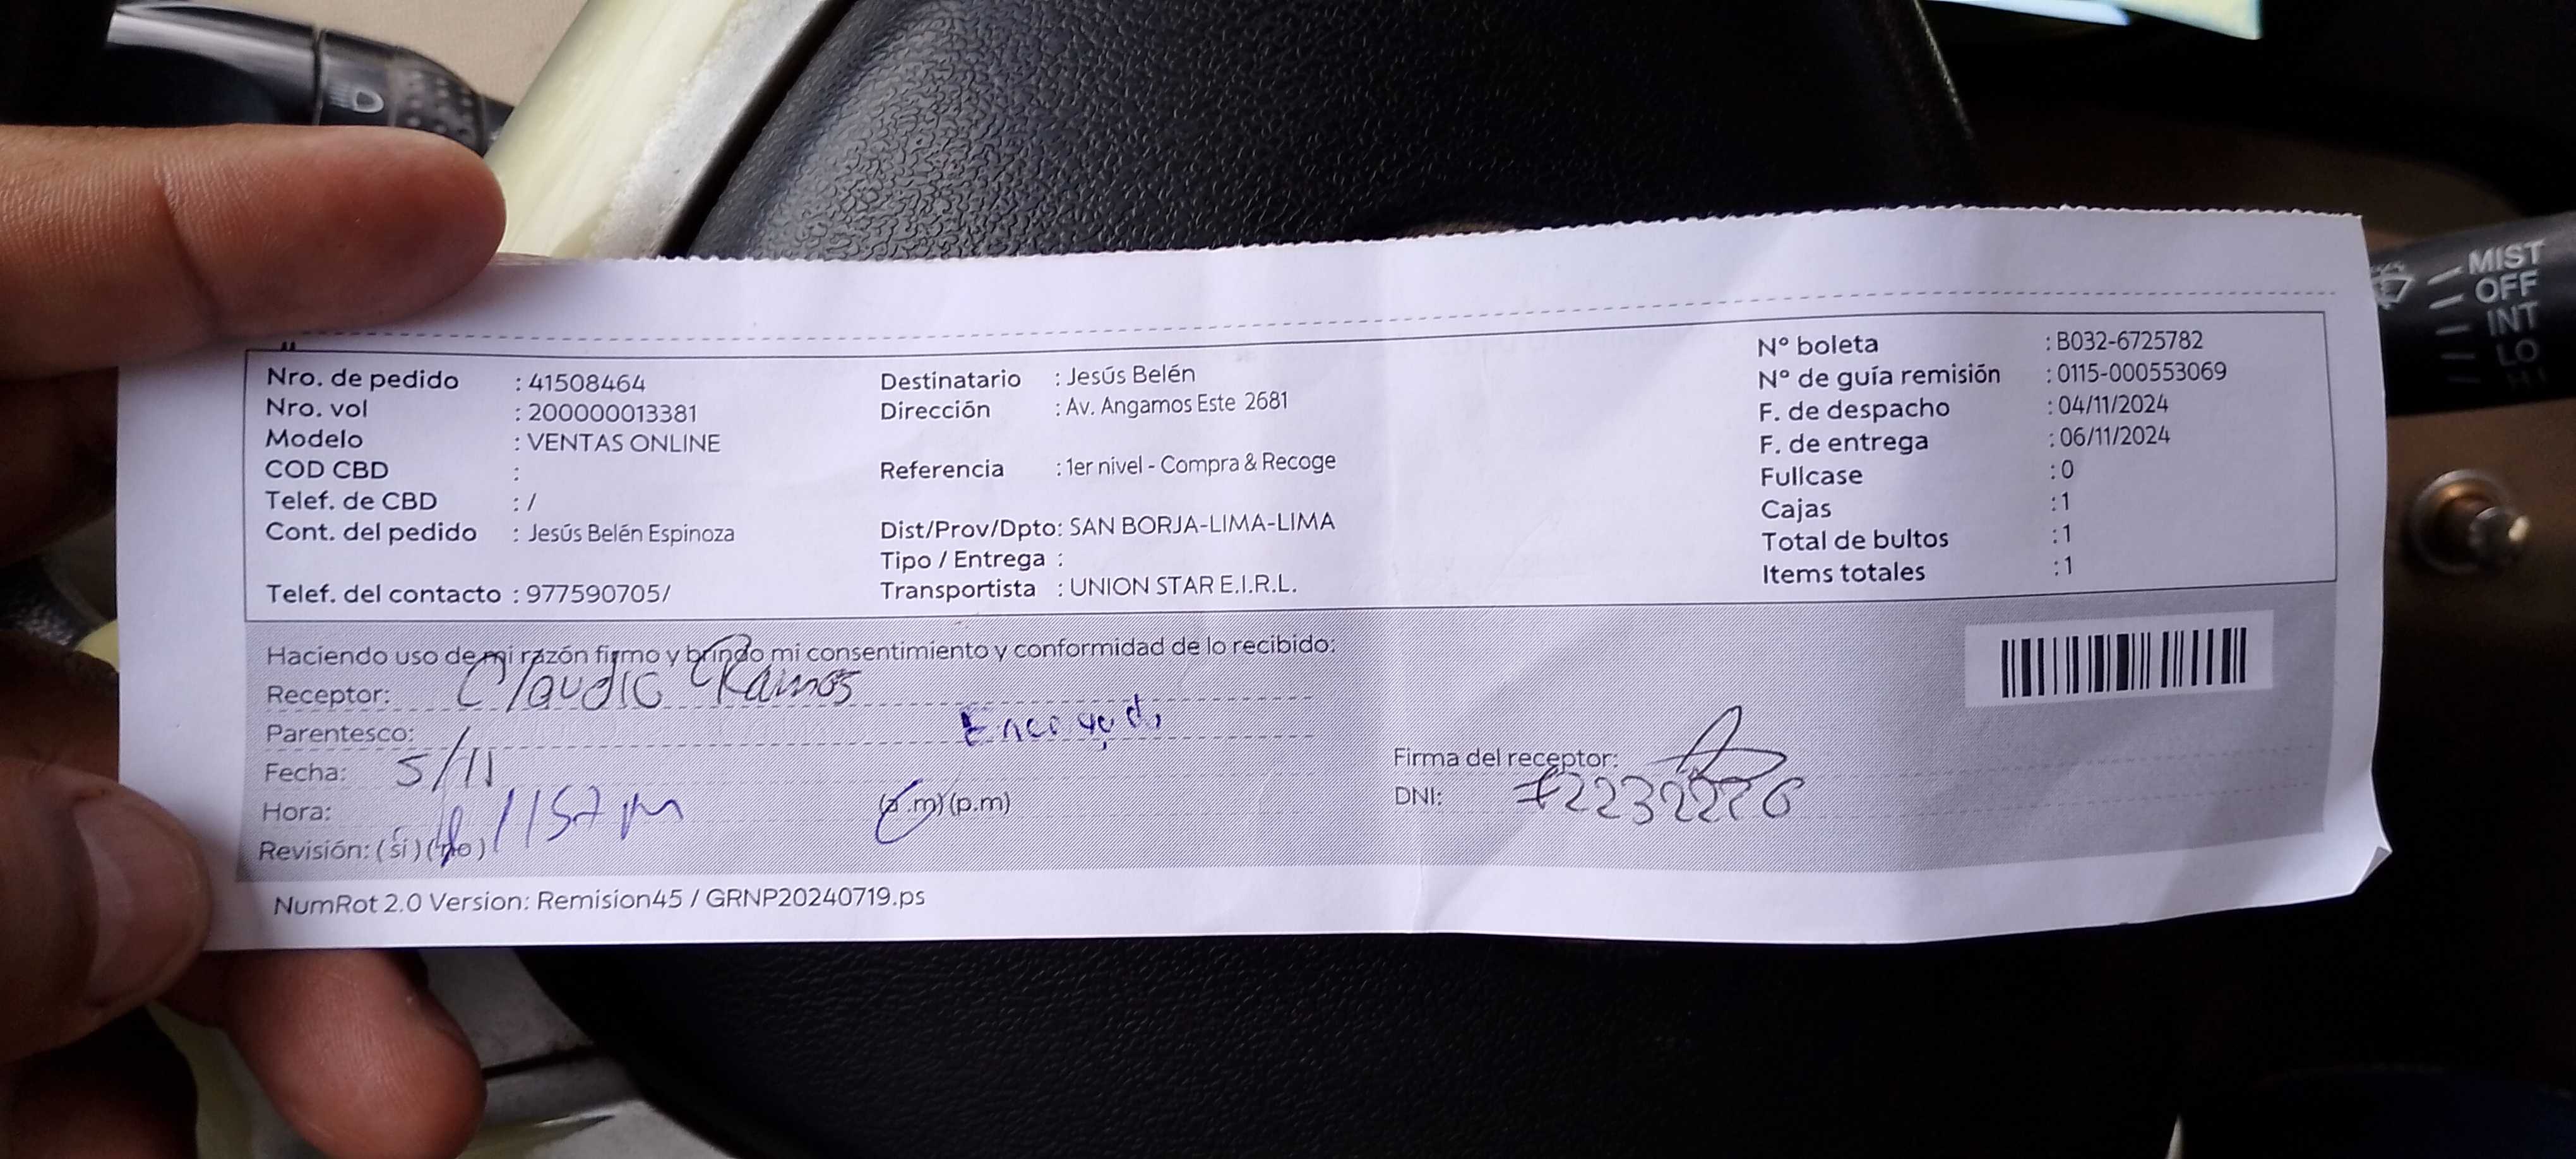 MIST
OFF
INT
LO
Nro. de pedido : 41508464
Nro. vol : 200000013381
Modelo : VENTAS ONLINE
COD CBD :
Telef. de CBD : /
Cont. del pedido : Jesús Belén Espinoza
Telef. del contacto : 977590705/
Destinatario : Jesús Belén
Dirección : Av. Angamos Este 2681
Referencia : 1er nivel - Compra & Recoge
Dist/Prov/Dpto: SAN BORJA-LIMA-LIMA
Tipo / Entrega :
Transportista : UNION STAR E.I.R.L.
N° boleta : B032-6725782
N° de guía remisión : 0115-000553069
F. de despacho : 04/11/2024
F. de entrega : 06/11/2024
Fullcase : 0
Cajas : 1
Total de bultos : 1
Items totales : 1
Haciendo uso de mi razón firmo y brindo mi consentimiento y conformidad de lo recibido:
Receptor: Claudio Ramos
Parentesco:
Fecha: 5/11
Hora: (a.m)(p.m)
Revisión: (si) (no)
Firma del receptor:
DNI:
NumRot 2.0 Version: Remision45 / GRNP20240719.ps